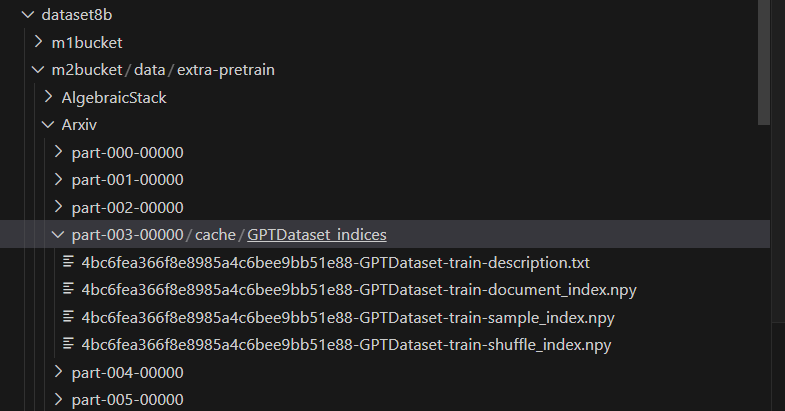 dataset8b
m1bucket
m2bucket/data/extra-pretrain
AlgebraicStack
Arxiv
part-000-00000
part-001-00000
part-002-00000
part-003-00000/cache/GPTDataset_indices
4bc6fea366f8e8985a4c6bee9bb51e88-GPTDataset-train-description.txt
4bc6fea366f8e8985a4c6bee9bb51e88-GPTDataset-train-document_index.npy
4bc6fea366f8e8985a4c6bee9bb51e88-GPTDataset-train-sample_index.npy
4bc6fea366f8e8985a4c6bee9bb51e88-GPTDataset-train-shuffle_index.npy
part-004-00000
part-005-00000